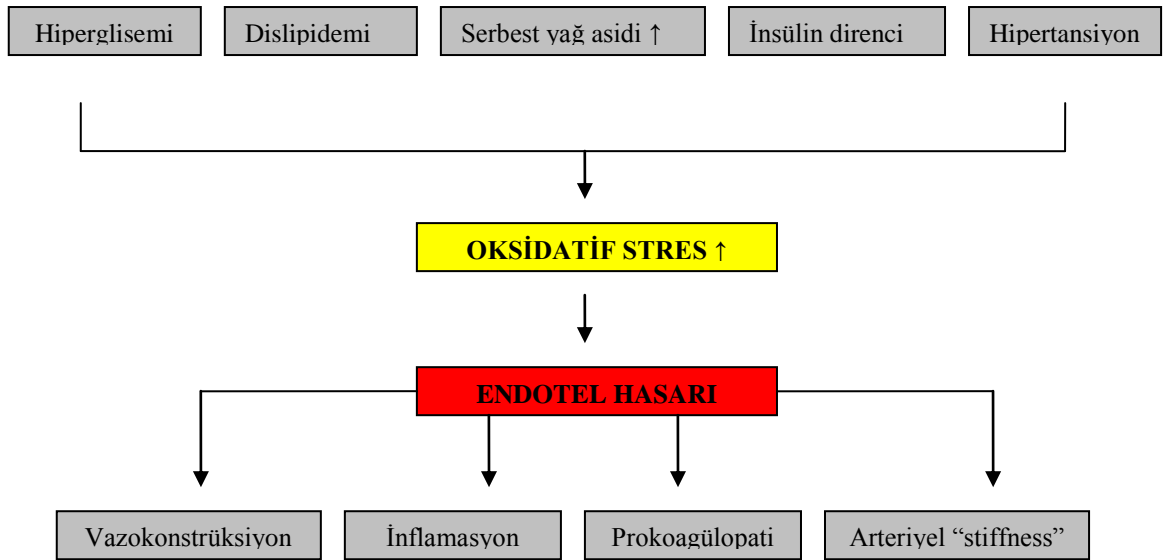 Hiperglisemi Dislipidemi Serbest yağ asidi ↑ İnsülin direnci Hipertansiyon
OKSİDATİF STRES ↑
ENDOTEL HASARI
Vazokonstrüksiyon İnflamasyon Prokoagülopati Arteriyel “stiffness”